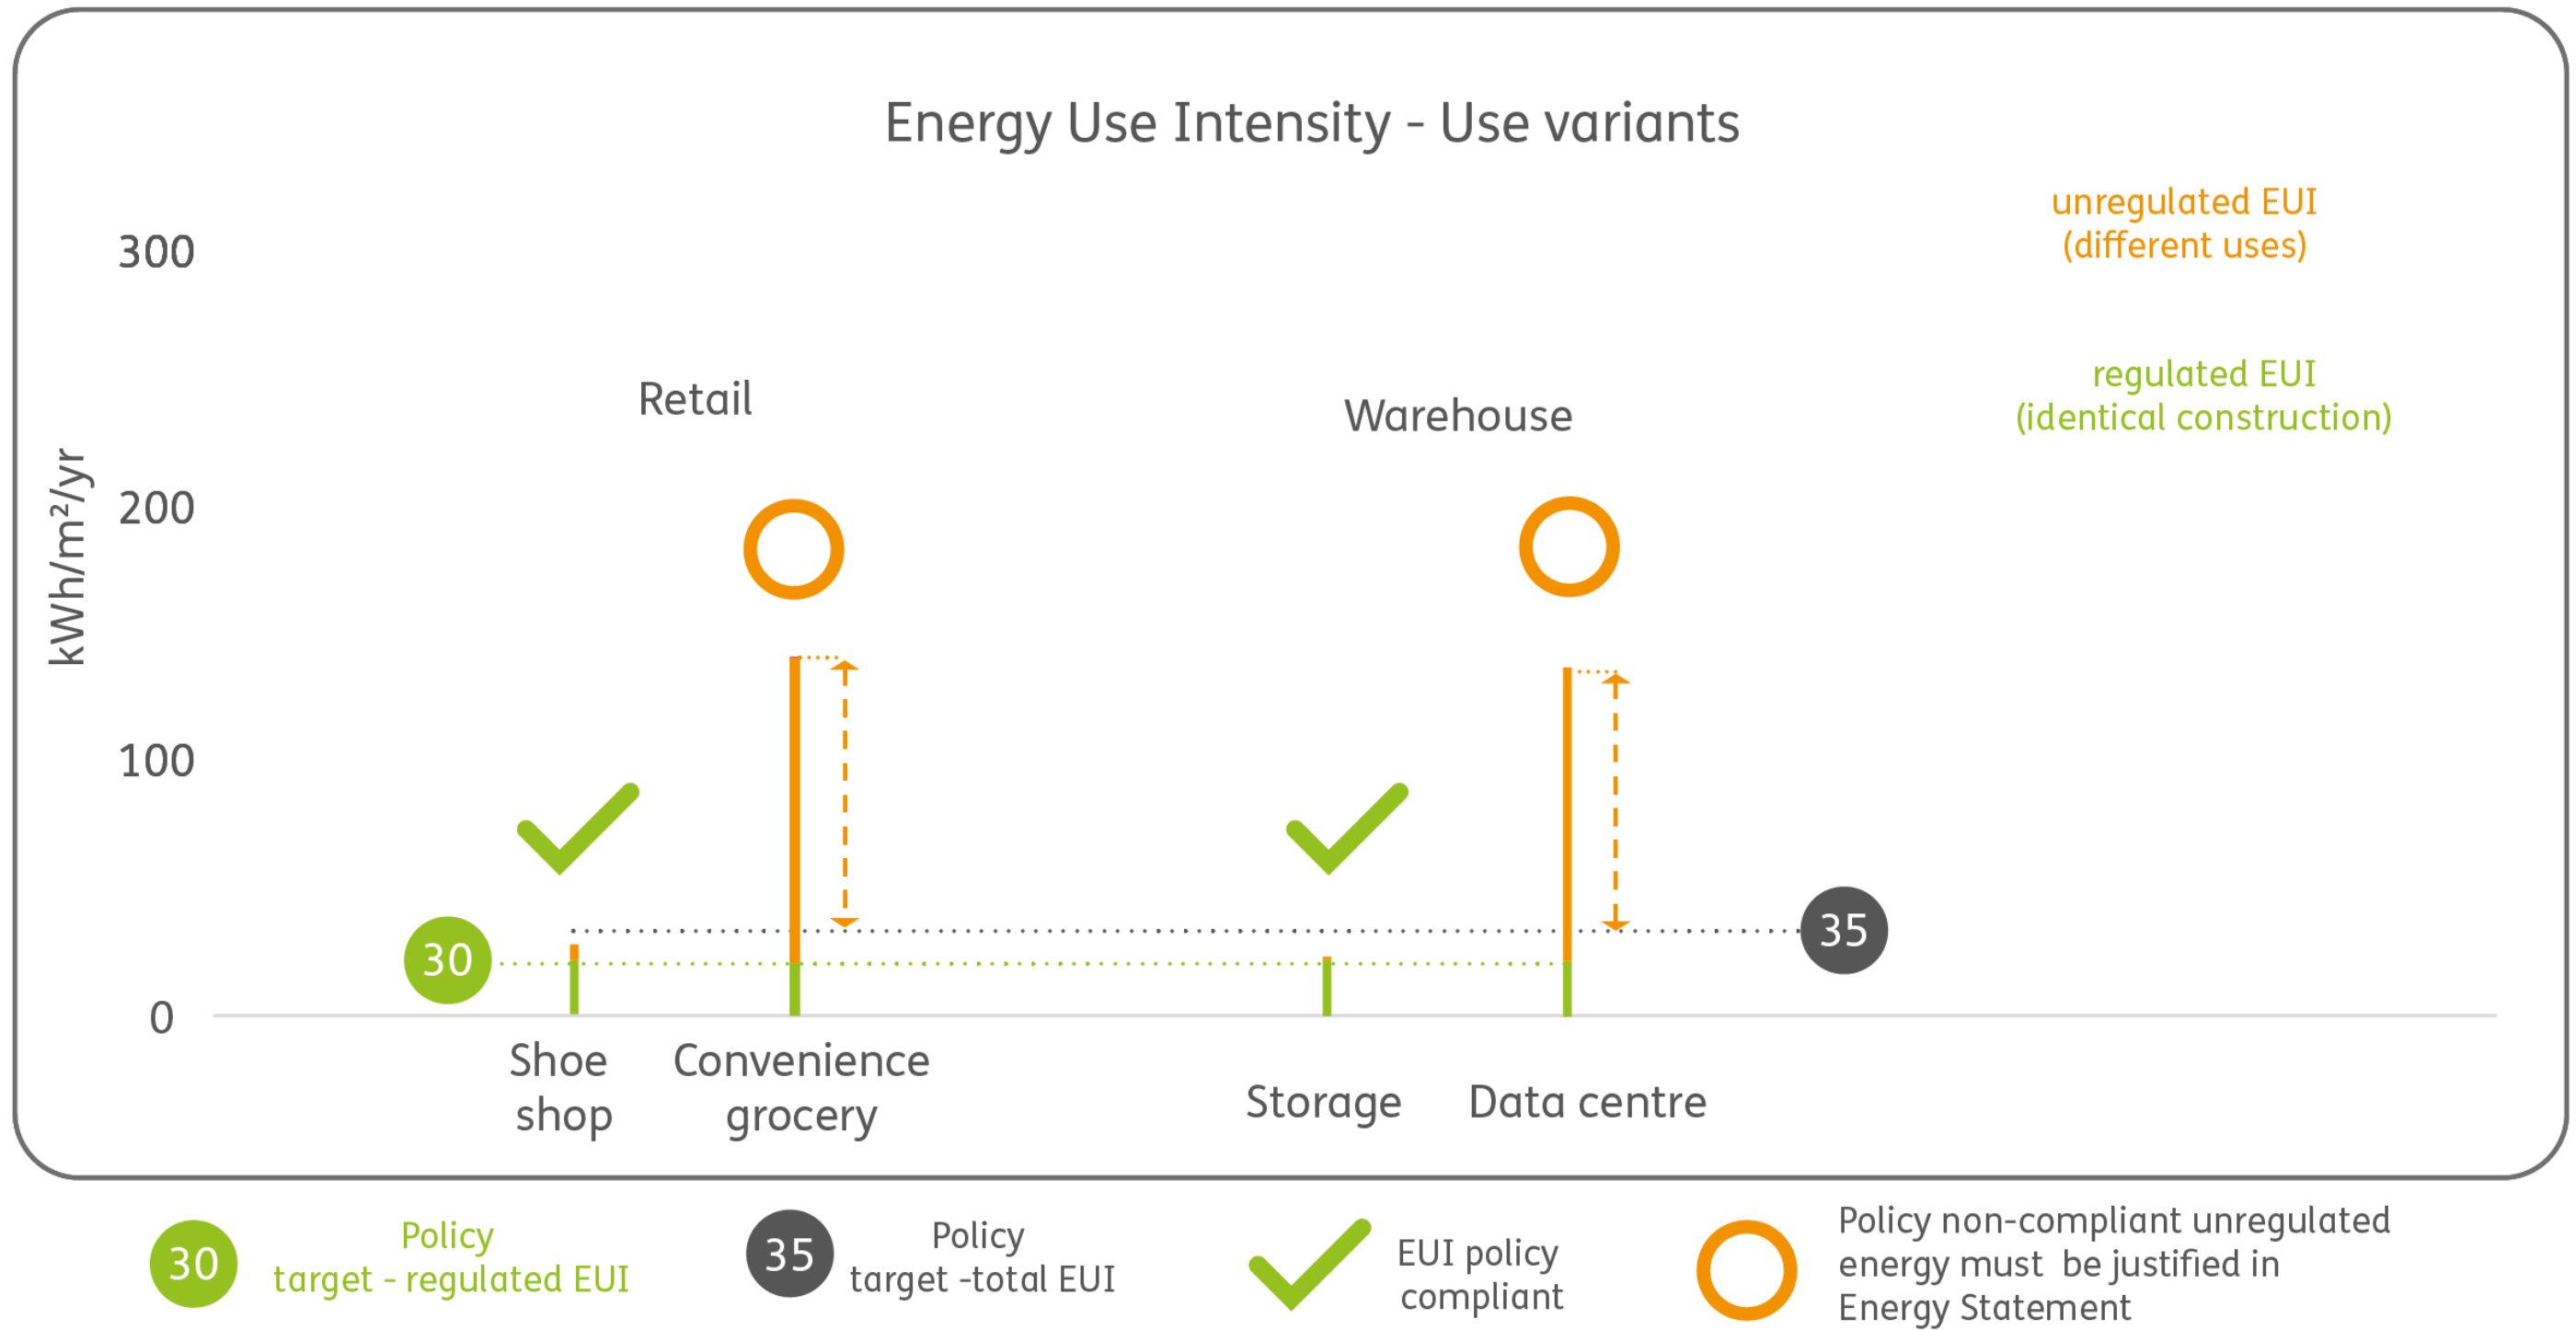 Energy Use Intensity - Use variants
unregulated EUI
(different uses)
300
regulated EUI
(identical construction)
Retail
Warehouse
kWh/m²/yr
200
100
35
30
0
Shoe
shop
Convenience
grocery
Storage
Data centre
30
Policy
target - regulated EUI
35
Policy
target -total EUI
EUI policy
compliant
Policy non-compliant unregulated
energy must be justified in
Energy Statement